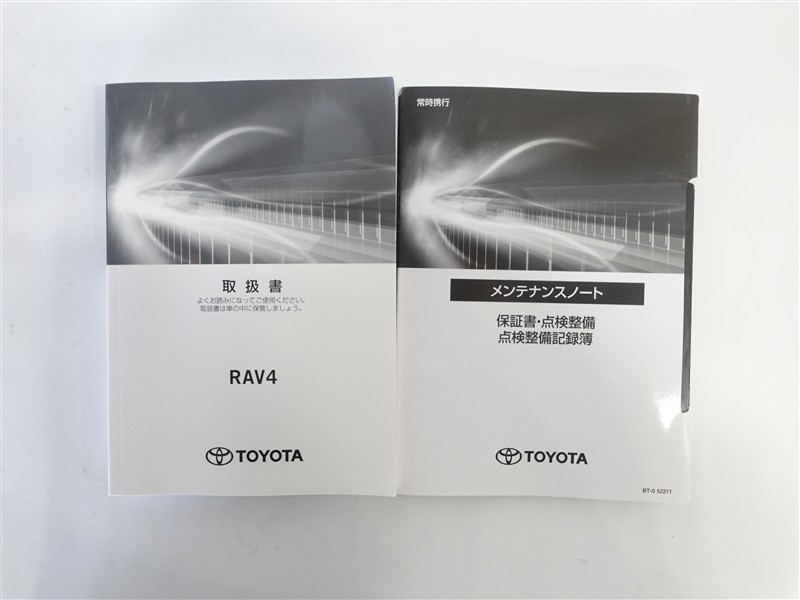 取扱書
よくお読みになってご使用ください。
取扱書は車の中に保管しましょう。
RAV4
TOYOTA
常時携行
メンテナンスノート
保証書・点検整備
点検整備記録簿
TOYOTA
BT-0 52211